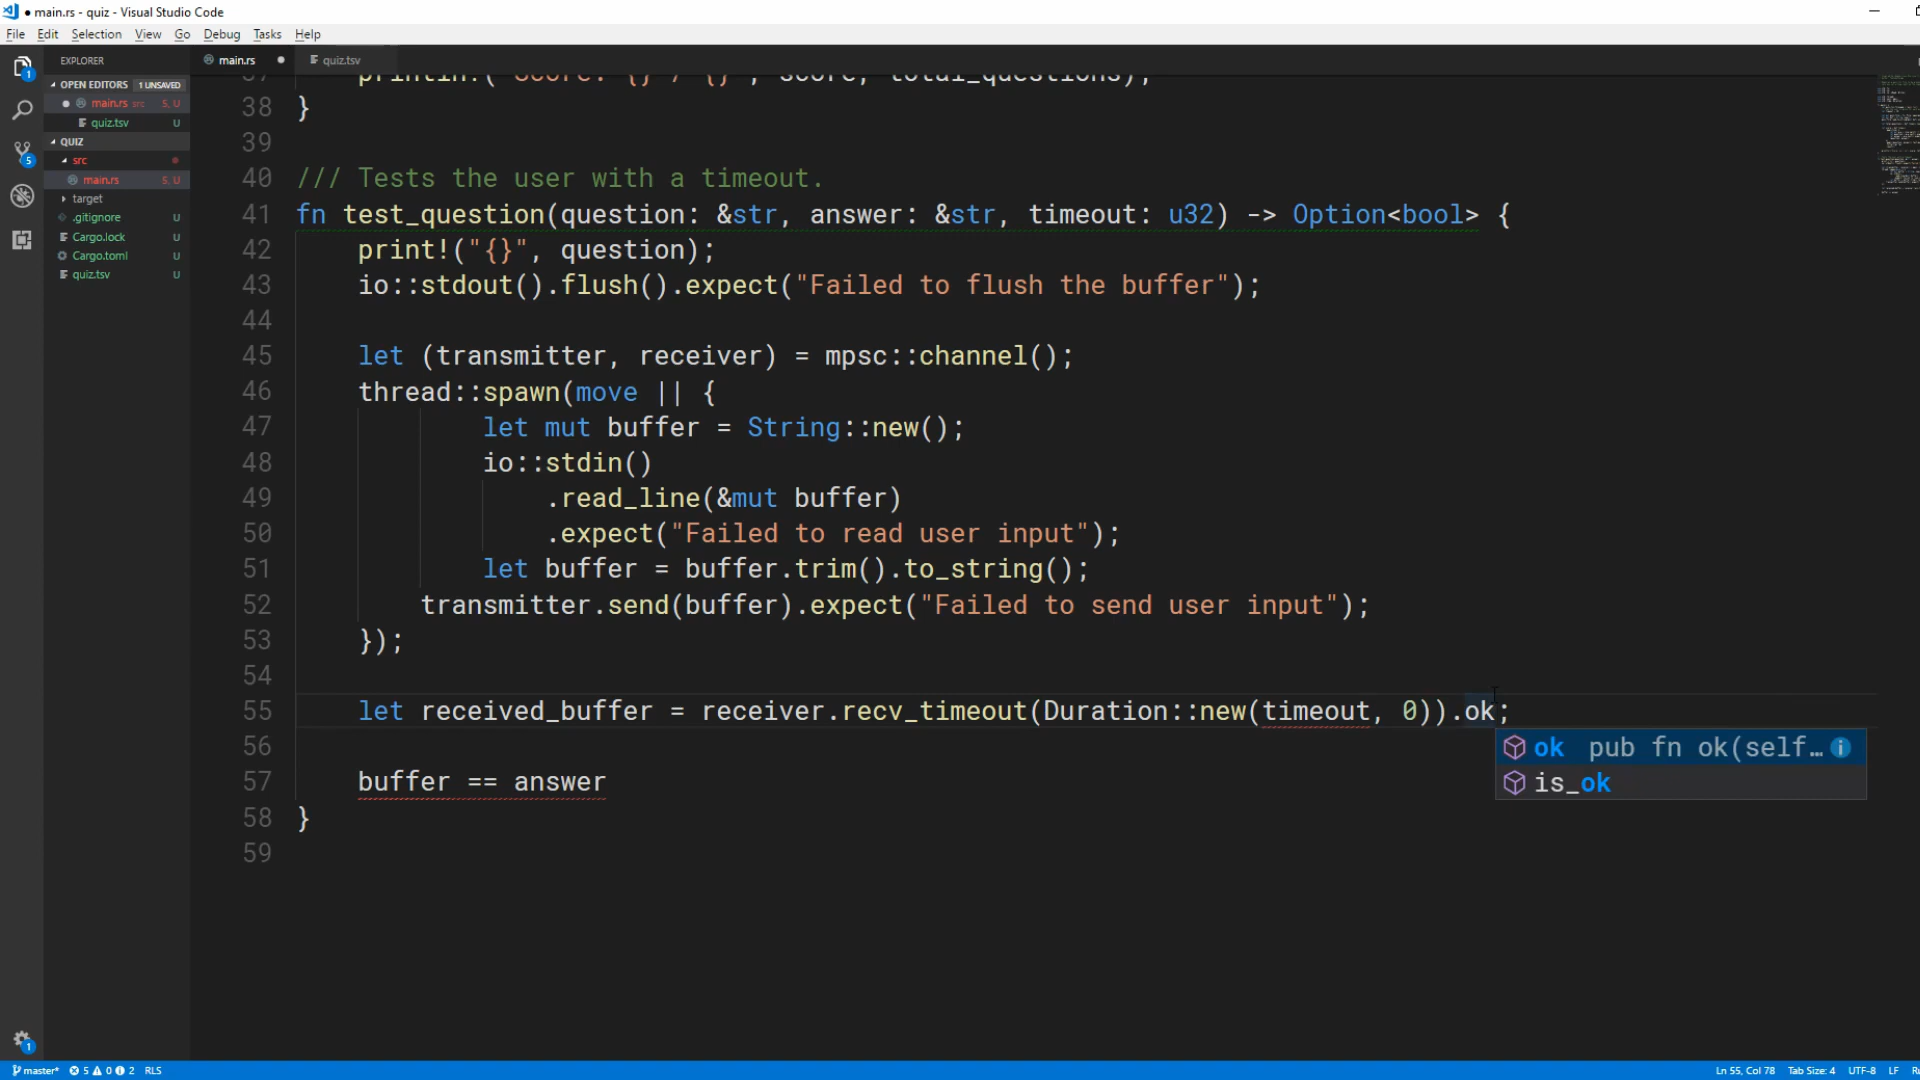 ● main.rs - quiz - Visual Studio Code
File Edit Selection View Go Debug Tasks Help
EXPLORER
OPEN EDITORS 1 UNSAVED
main.rs src 5, U
quiz.tsv U
QUIZ
src
main.rs 5, U
target
.gitignore U
Cargo.lock U
Cargo.toml U
quiz.tsv U
1
5
1
main.rs ● quiz.tsv
37 println!("Score: {} / {}", score, total_questions);
38 }
39
40 /// Tests the user with a timeout.
41 fn test_question(question: &str, answer: &str, timeout: u32) -> Option<bool> {
42 print!("{}", question);
43 io::stdout().flush().expect("Failed to flush the buffer");
44
45 let (transmitter, receiver) = mpsc::channel();
46 thread::spawn(move || {
47 let mut buffer = String::new();
48 io::stdin()
49 .read_line(&mut buffer)
50 .expect("Failed to read user input");
51 let buffer = buffer.trim().to_string();
52 transmitter.send(buffer).expect("Failed to send user input");
53 });
54
55 let received_buffer = receiver.recv_timeout(Duration::new(timeout, 0)).ok;
ok pub fn ok(self…
is_ok
56
57 buffer == answer
58 }
59
master* 5 0 2 RLS
Ln 55, Col 78 Tab Size: 4 UTF-8 LF